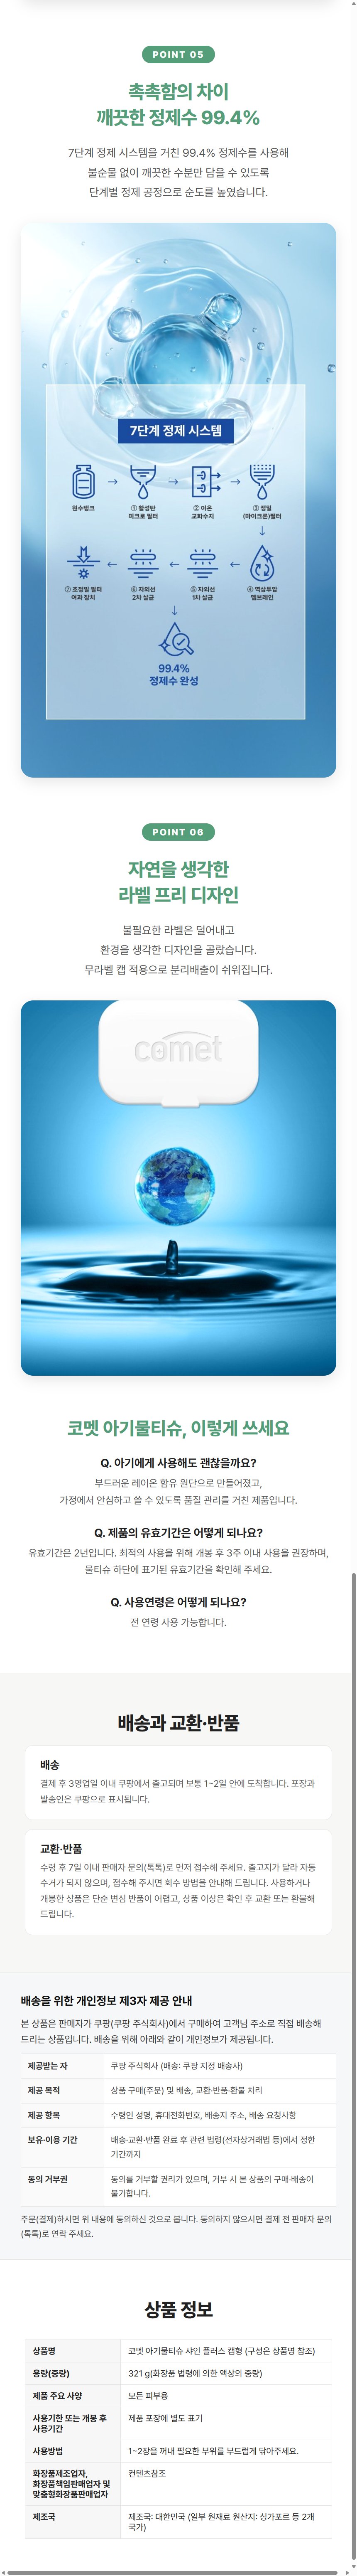 POINT 05
촉촉함의 차이
깨끗한 정제수 99.4%
7단계 정제 시스템을 거친 99.4% 정제수를 사용해
불순물 없이 깨끗한 수분만 담을 수 있도록
단계별 정제 공정으로 순도를 높였습니다.
7단계 정제 시스템
원수탱크
① 활성탄
마크로 필터
② 이온
교화수지
③ 정밀
(마이크론)필터
⑦ 초정밀 필터
여과 장치
⑥ 자외선
2차 살균
⑤ 자외선
1차 살균
④ 역삼투압
멤브레인
99.4%
정제수 완성
POINT 06
자연을 생각한
라벨 프리 디자인
불필요한 라벨은 덜어내고
환경을 생각한 디자인을 골랐습니다.
무라벨 캡 적용으로 분리배출이 쉬워집니다.
comet
코멧 아기물티슈, 이렇게 쓰세요
Q. 아기에게 사용해도 괜찮을까요?
부드러운 레이온 함유 원단으로 만들어졌고,
가정에서 안심하고 쓸 수 있도록 품질 관리를 거친 제품입니다.
Q. 제품의 유효기간은 어떻게 되나요?
유효기간은 2년입니다. 최적의 사용을 위해 개봉 후 3주 이내 사용을 권장하며,
물티슈 하단에 표기된 유효기간을 확인해 주세요.
Q. 사용연령은 어떻게 되나요?
전 연령 사용 가능합니다.
배송과 교환·반품
배송
결제 후 3영업일 이내 쿠팡에서 출고되며 보통 1~2일 안에 도착합니다. 포장과
발송인은 쿠팡으로 표시됩니다.
교환·반품
수령 후 7일 이내 판매자 문의(톡톡)로 먼저 접수해 주세요. 출고지가 달라 자동
수거가 되지 않으며, 접수해 주시면 회수 방법을 안내해 드립니다. 사용하거나
개봉한 상품은 단순 변심 반품이 어렵고, 상품 이상은 확인 후 교환 또는 환불해
드립니다.
배송을 위한 개인정보 제3자 제공 안내
본 상품은 판매자가 쿠팡(쿠팡 주식회사)에서 구매하여 고객님 주소로 직접 배송해
드리는 상품입니다. 배송을 위해 아래와 같이 개인정보가 제공됩니다.
제공받는 자 쿠팡 주식회사 (배송: 쿠팡 지정 배송사)
제공 목적 상품 구매(주문) 및 배송, 교환·반품·환불 처리
제공 항목 수령인 성명, 휴대전화번호, 배송지 주소, 배송 요청사항
보유·이용 기간 배송·교환·반품 완료 후 관련 법령(전자상거래법 등)에서 정한
기간까지
동의 거부권 동의를 거부할 권리가 있으며, 거부 시 본 상품의 구매·배송이
불가합니다.
주문(결제)하시면 위 내용에 동의하신 것으로 봅니다. 동의하지 않으시면 결제 전 판매자 문의
(톡톡)로 연락 주세요.
상품 정보
상품명 코멧 아기물티슈 샤인 플러스 캡형 (구성은 상품명 참조)
용량(중량) 321 g(화장품 법령에 의한 액상의 중량)
제품 주요 사양 모든 피부용
사용기한 또는 개봉 후 제품 포장에 별도 표기
사용기간
사용방법 1~2장을 꺼내 필요한 부위를 부드럽게 닦아주세요.
화장품제조업자, 컨텐츠참조
화장품책임판매업자 및
맞춤형화장품판매업자
제조국 제조국: 대한민국 (일부 원재료 원산지: 싱가포르 등 2개
국가)